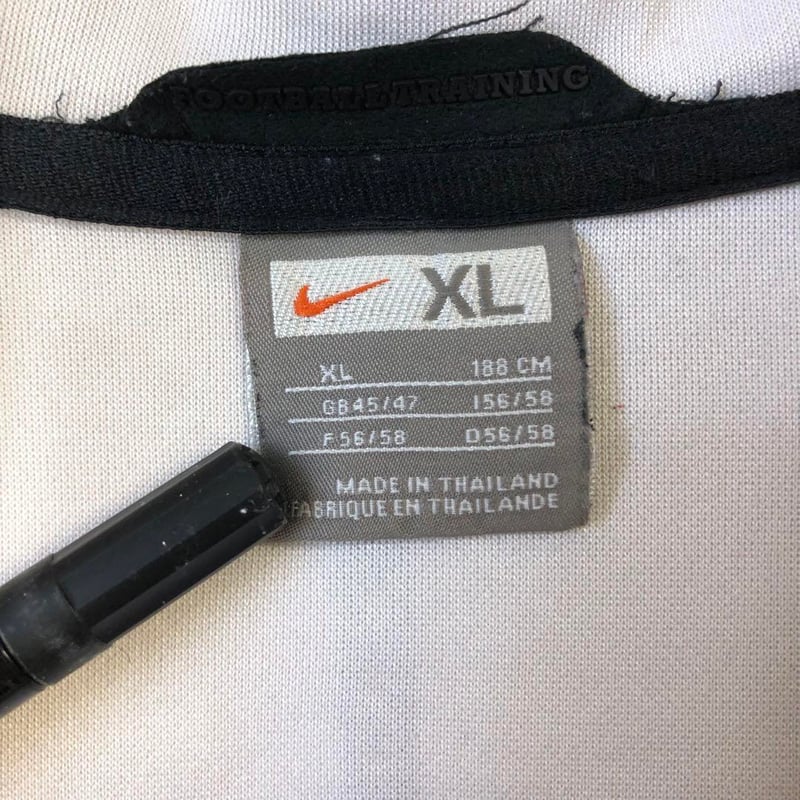 FOOTBALL TRAINING
XL
XL 188 CM
GB45/47 I56/58
F56/58 D56/58
MADE IN THAILAND
FABRIQUE EN THAILANDE